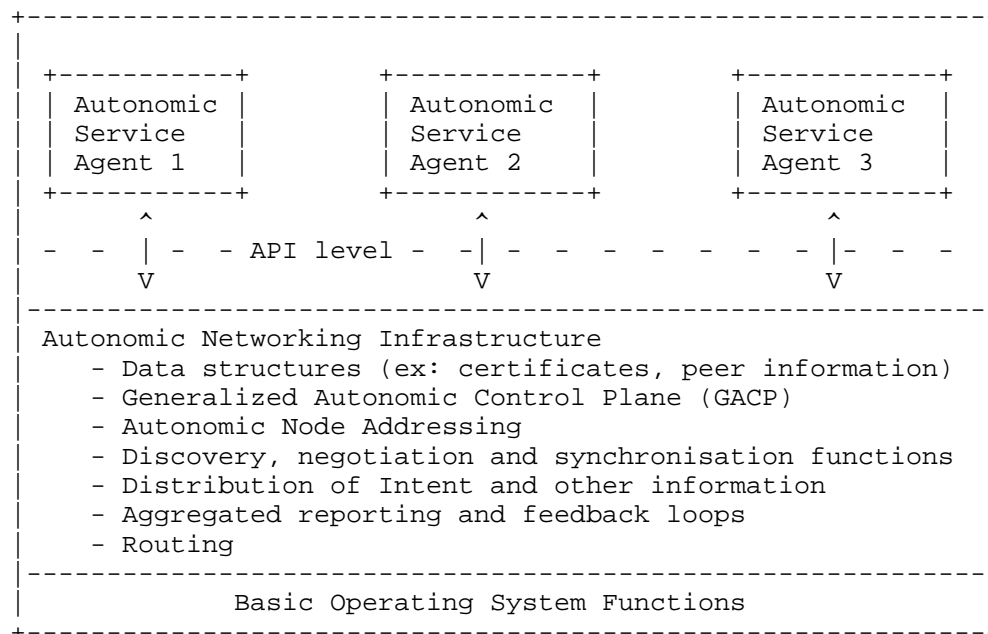 Autonomic Autonomic Autonomic
Service Service Service
Agent 1 Agent 2 Agent 3
- - | - - API level - -| - - - - - - - |- - -
V V V
Autonomic Networking Infrastructure
- Data structures (ex: certificates, peer information)
- Generalized Autonomic Control Plane (GACP)
- Autonomic Node Addressing
- Discovery, negotiation and synchronisation functions
- Distribution of Intent and other information
- Aggregated reporting and feedback loops
- Routing
Basic Operating System Functions